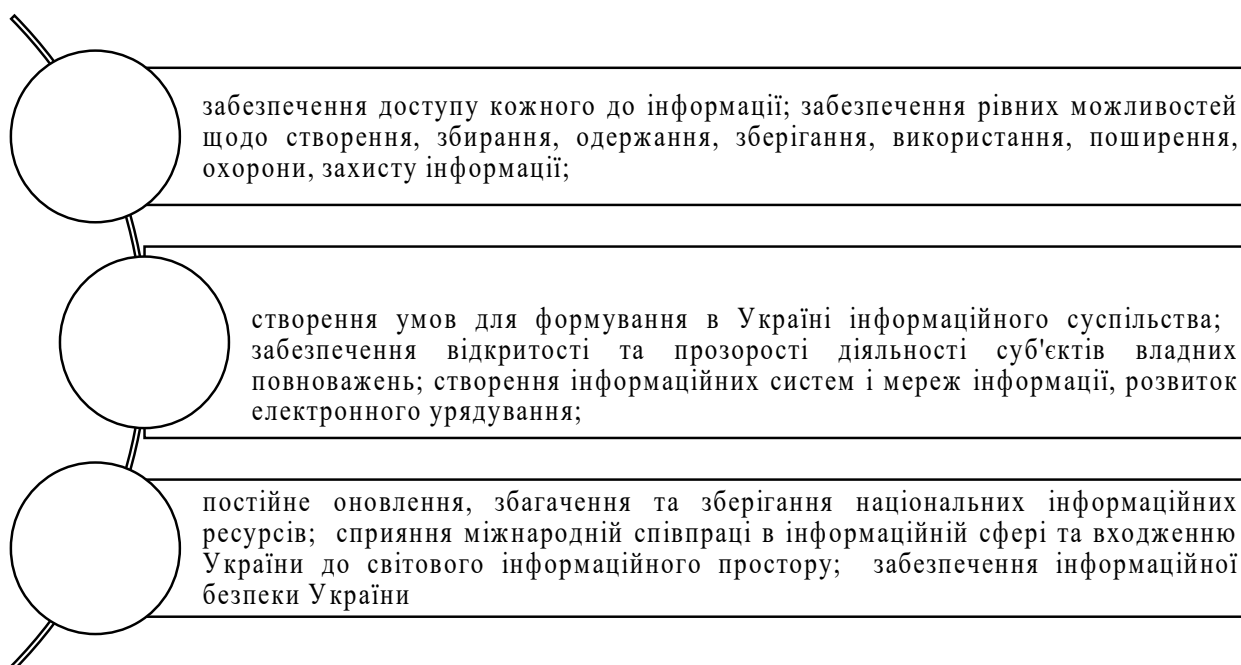 забезпечення доступу кожного до інформації; забезпечення рівних можливостей
щодо створення, збирання, одержання, зберігання, використання, поширення,
охорони, захисту інформації;
створення умов для формування в Україні інформаційного суспільства;
забезпечення відкритості та прозорості діяльності суб'єктів владних
повноважень; створення інформаційних систем і мереж інформації, розвиток
електронного урядування;
постійне оновлення, збагачення та зберігання національних інформаційних
ресурсів; сприяння міжнародній співпраці в інформаційній сфері та входженню
України до світового інформаційного простору; забезпечення інформаційної
безпеки України